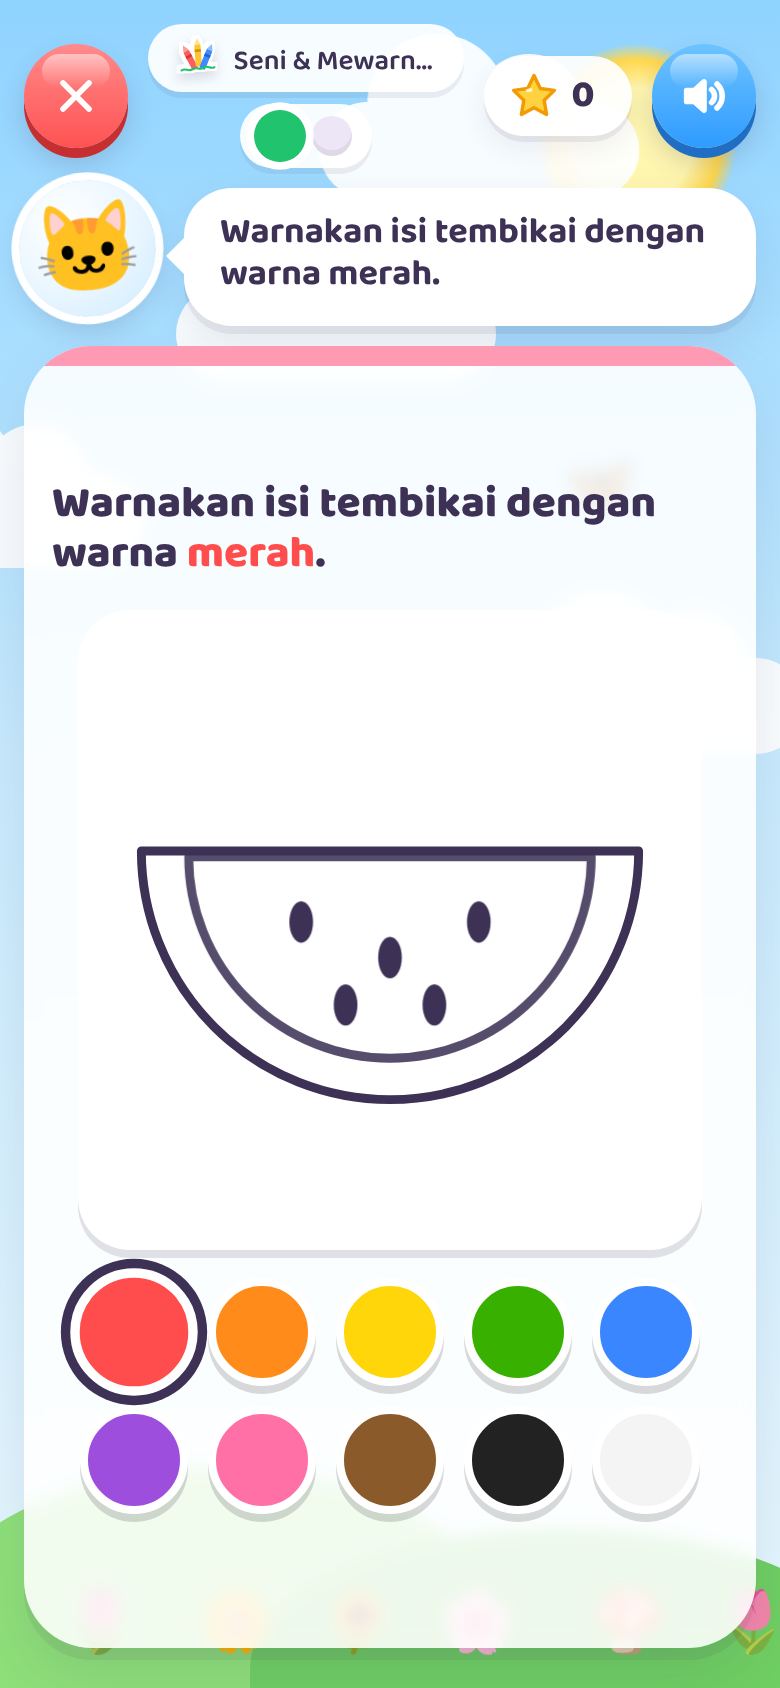 Seni & Mewarn...
0
Warnakan isi tembikai dengan
warna merah.
Warnakan isi tembikai dengan
warna merah.